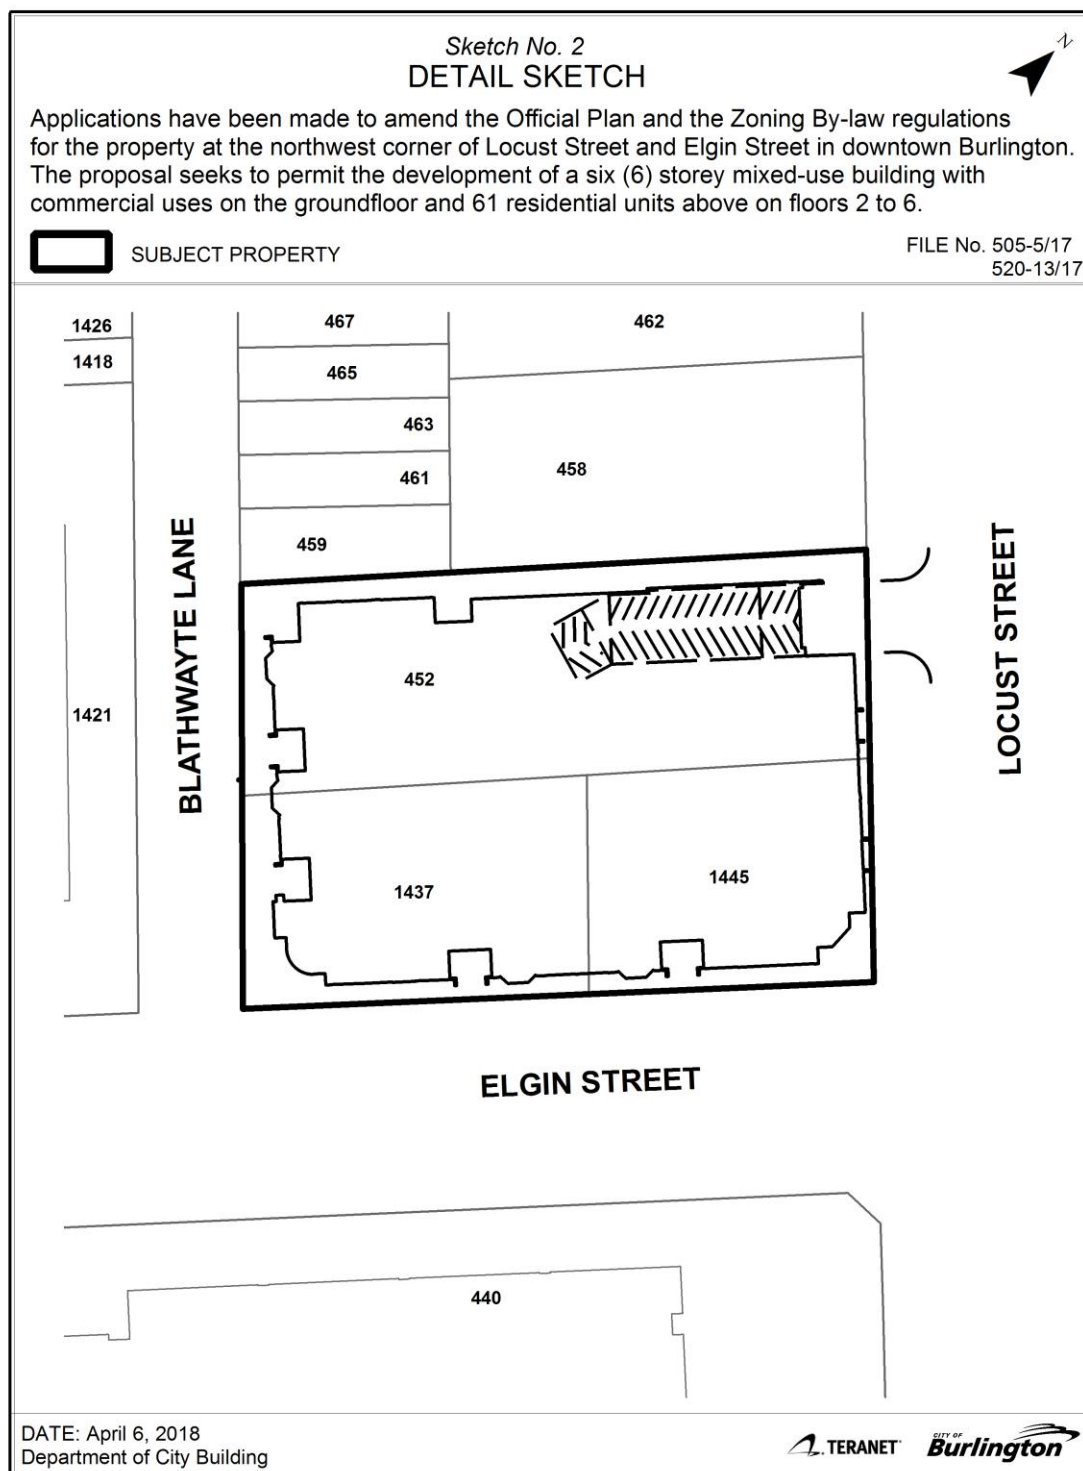 Sketch No. 2
DETAIL SKETCH
N
Applications have been made to amend the Official Plan and the Zoning By-law regulations
for the property at the northwest corner of Locust Street and Elgin Street in downtown Burlington.
The proposal seeks to permit the development of a six (6) storey mixed-use building with
commercial uses on the groundfloor and 61 residential units above on floors 2 to 6.
SUBJECT PROPERTY
FILE No. 505-5/17
520-13/17
1426
467
462
1418
465
463
461
458
459
BLATHWAYTE LANE
LOCUST STREET
452
1421
1437
1445
ELGIN STREET
440
DATE: April 6, 2018
Department of City Building
TERANET
CITY OF
Burlington